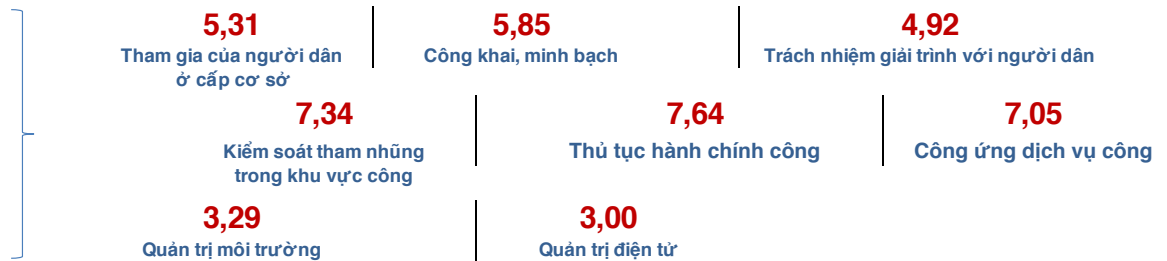 5,31 5,85 4,92
Tham gia của người dân Công khai, minh bạch Trách nhiệm giải trình với người dân
ở cấp cơ sở
7,34 7,64 7,05
Kiểm soát tham nhũng Thủ tục hành chính công Công ứng dịch vụ công
trong khu vực công
3,29 3,00
Quản trị môi trường Quản trị điện tử